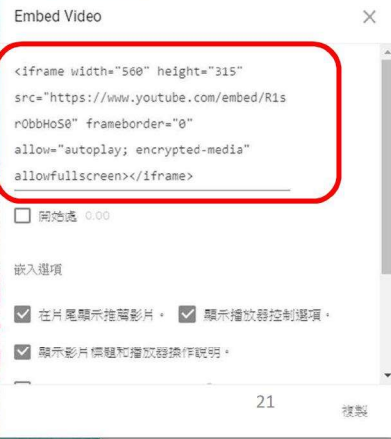 Embed Video
<iframe width="560" height="315"
src="https://www.youtube.com/embed/R1s
rObbHoS0" frameborder="0"
allow="autoplay; encrypted-media"
allowfullscreen></iframe>
開始處 0:00
嵌入選項
在片尾顯示推薦影片。 顯示播放器控制選項。
顯示影片標題和播放器操作說明。
21
複製